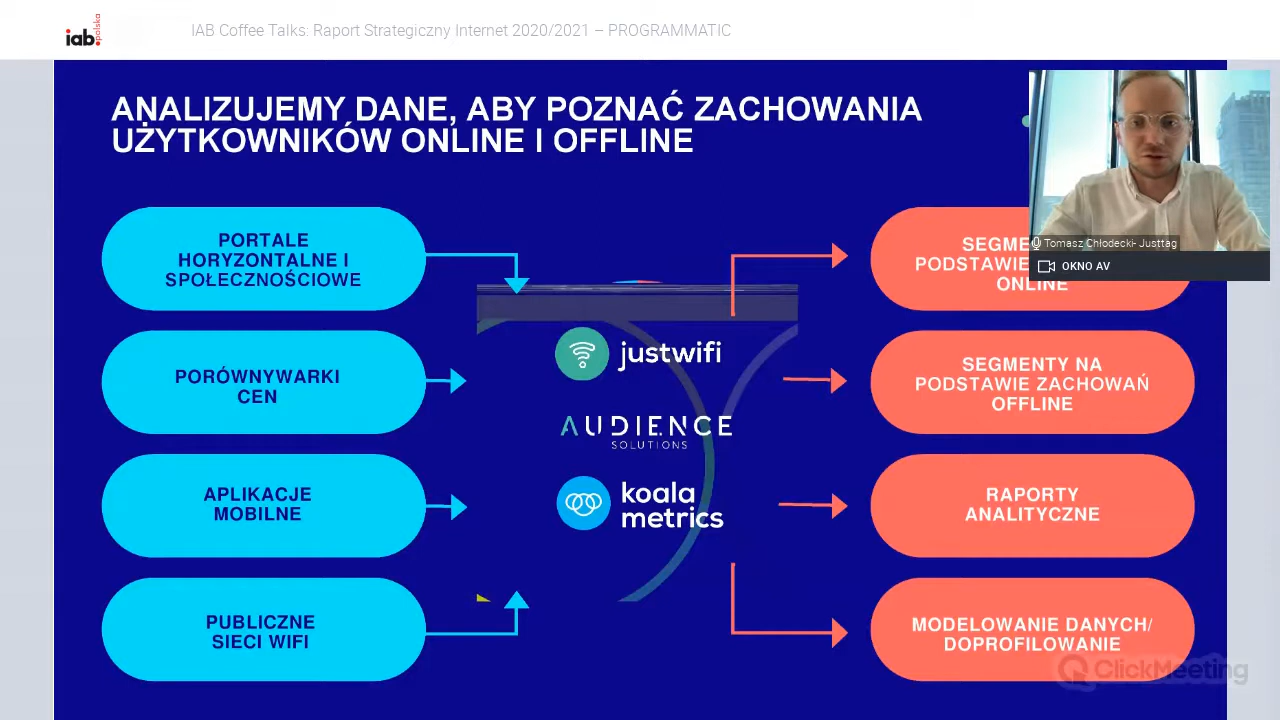 iab.polska
IAB Coffee Talks: Raport Strategiczny Internet 2020/2021 – PROGRAMMATIC
ANALIZUJEMY DANE, ABY POZNAĆ ZACHOWANIA
UŻYTKOWNIKÓW ONLINE I OFFLINE
Tomasz Chłodecki- Justtag
OKNO AV
PORTALE
HORYZONTALNE I
SPOŁECZNOŚCIOWE
PORÓWNYWARKI
CEN
APLIKACJE
MOBILNE
PUBLICZNE
SIECI WIFI
justwifi
AUDIENCE
SOLUTIONS
koala
metrics
PODSTAWIE
ONLINE
SEGMENTY NA
PODSTAWIE ZACHOWAŃ
OFFLINE
RAPORTY
ANALITYCZNE
MODELOWANIE DANYCH/
DOPROFILOWANIE
ClickMeeting